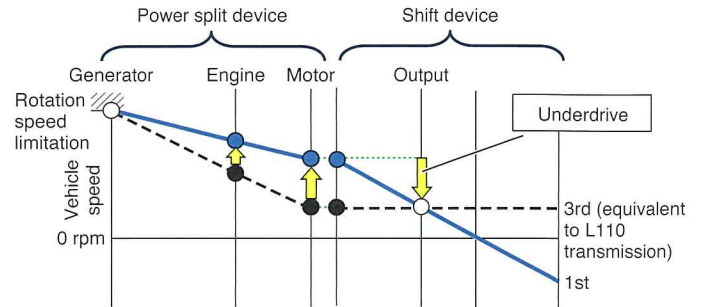 Power split device
Shift device
Generator
Engine
Motor
Output
Rotation
speed
limitation
Underdrive
Vehicle
speed
0 rpm
3rd (equivalent
to L110
transmission)
1st